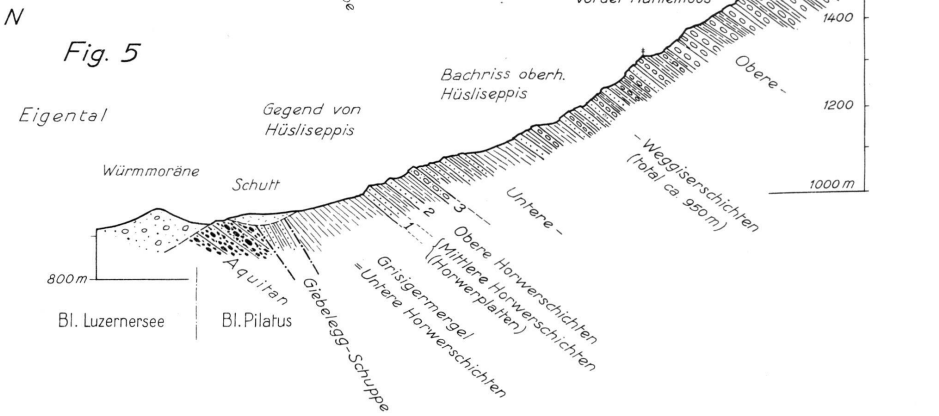 N
Vorder Hühlemoos
1400
Fig. 5
Obere -
Bachriss oberh.
Hüsliseppis
1200
Gegend von
Hüsliseppis
Eigental
- Weggiserschichten
(total ca. 950m)
Würmmoräne
Schutt
1000 m
Untere -
1
2
3
Obere Horwerschichten
Mittlere Horwerschichten
(Horwerplatten)
Grisigermergel
= Untere Horwerschichten
800 m
Aquitan
Giebelegg-Schuppe
Bl. Luzernersee
Bl. Pilatus